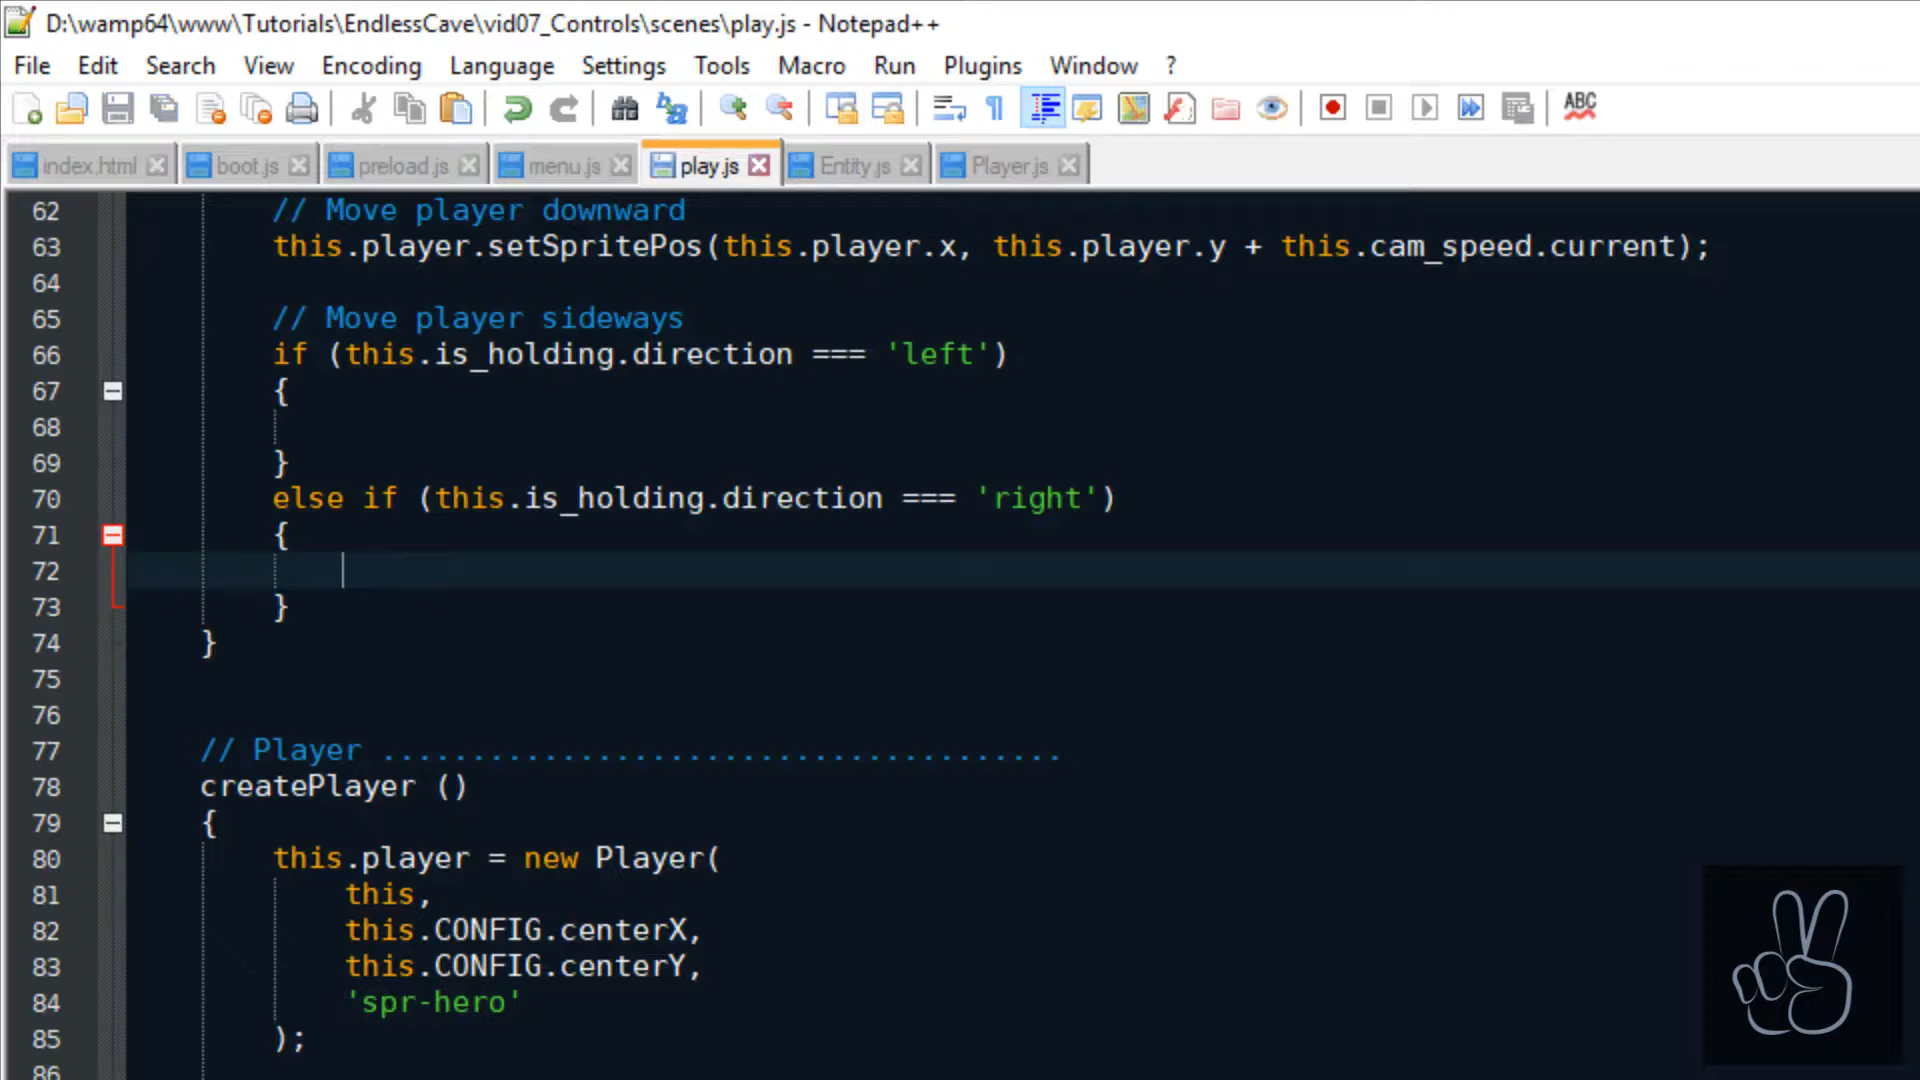 D:\wamp64\www\Tutorials\EndlessCave\vid07_Controls\scenes\play.js - Notepad++
File Edit Search View Encoding Language Settings Tools Macro Run Plugins Window ?
ABC
index.html boot.js preload.js menu.js play.js Entity.js Player.js
62 // Move player downward
63 this.player.setSpritePos(this.player.x, this.player.y + this.cam_speed.current);
64
65 // Move player sideways
66 if (this.is_holding.direction === 'left')
67 {
68
69 }
70 else if (this.is_holding.direction === 'right')
71 {
72
73 }
74 }
75
76
77 // Player ......................................
78 createPlayer ()
79 {
80 this.player = new Player(
81 this,
82 this.CONFIG.centerX,
83 this.CONFIG.centerY,
84 'spr-hero'
85 );
86